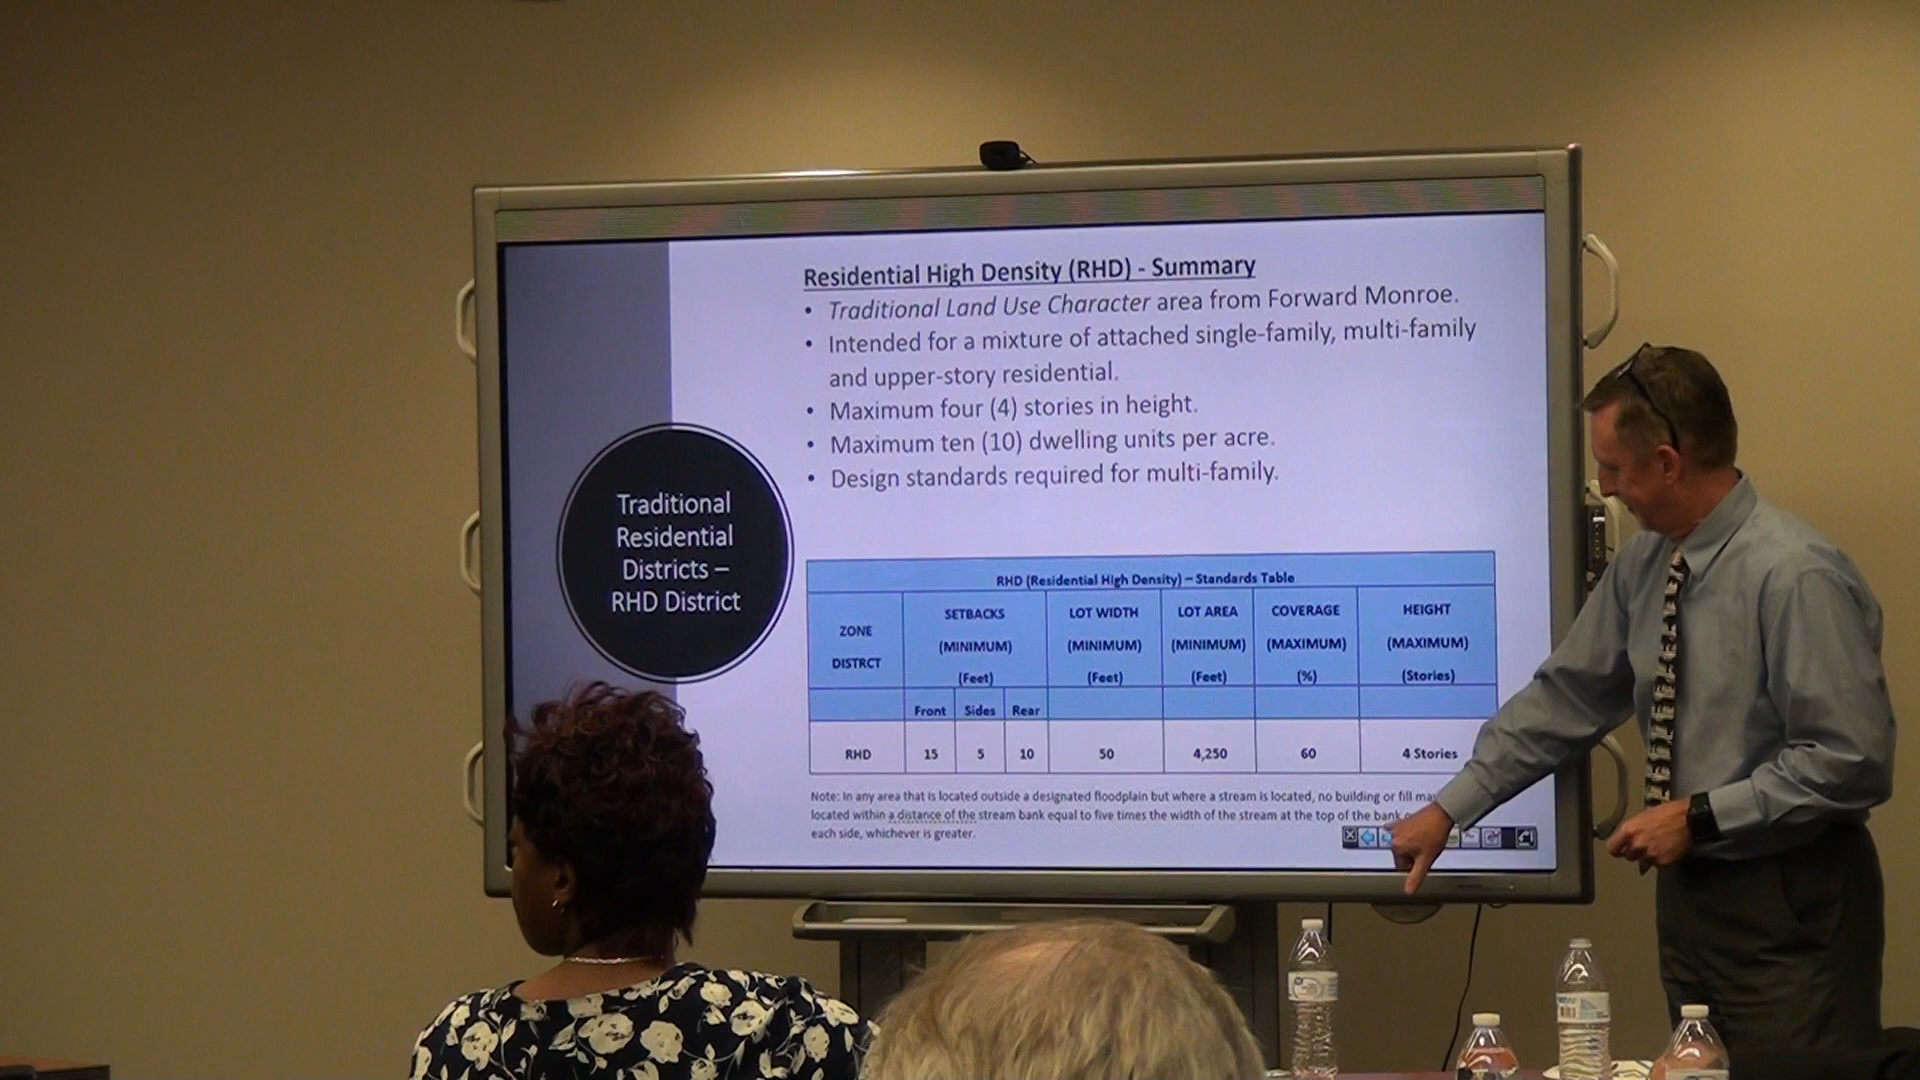 Residential High Density (RHD) - Summary
• Traditional Land Use Character area from Forward Monroe.
• Intended for a mixture of attached single-family, multi-family
and upper-story residential.
• Maximum four (4) stories in height.
• Maximum ten (10) dwelling units per acre.
• Design standards required for multi-family.
Traditional
Residential
Districts –
RHD District
RHD (Residential High Density) – Standards Table
ZONE DISTRCT
SETBACKS (MINIMUM) (Feet)
LOT WIDTH (MINIMUM) (Feet)
LOT AREA (MINIMUM) (Feet)
COVERAGE (MAXIMUM) (%)
HEIGHT (MAXIMUM) (Stories)
Front Sides Rear
RHD 15 5 10 50 4,250 60 4 Stories
Note: In any area that is located outside a designated floodplain but where a stream is located, no building or fill
located within a distance of the stream bank equal to five times the width of the stream at the top of the bank
each side, whichever is greater.